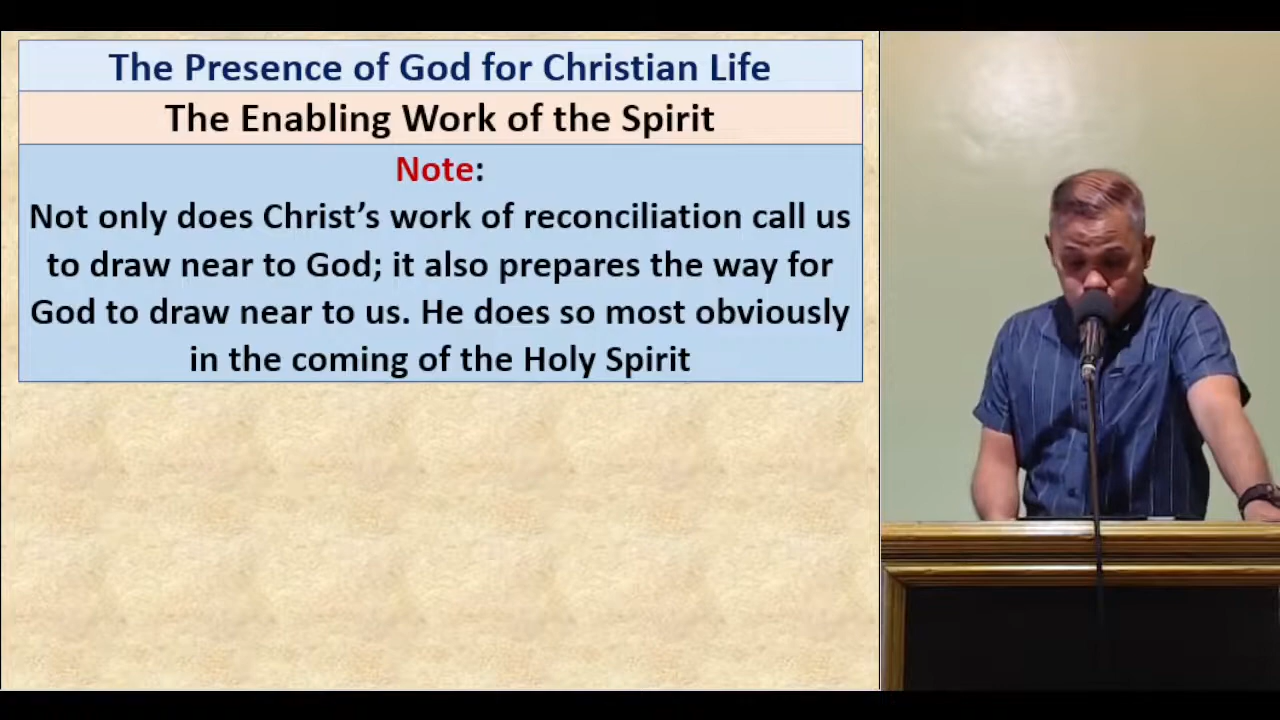 The Presence of God for Christian Life
The Enabling Work of the Spirit
Note:
Not only does Christ’s work of reconciliation call us
to draw near to God; it also prepares the way for
God to draw near to us. He does so most obviously
in the coming of the Holy Spirit